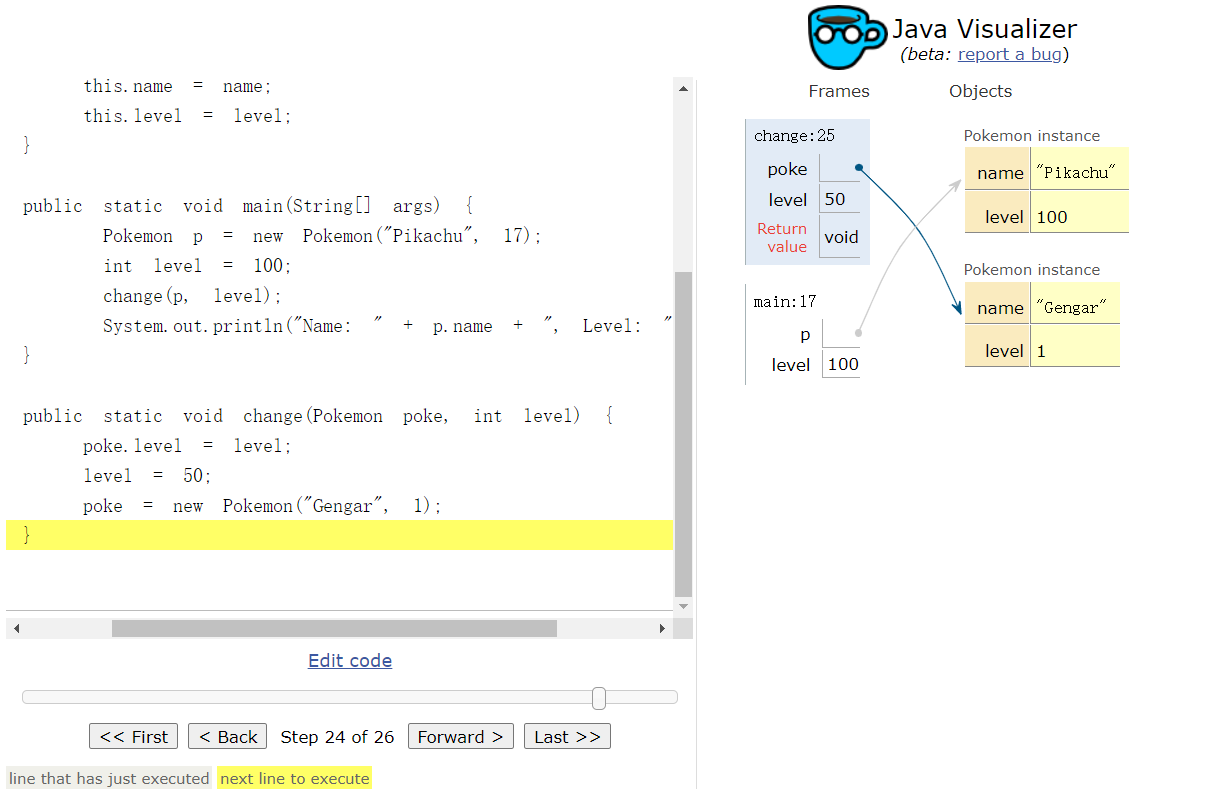 Java Visualizer
(beta: report a bug)
this.name = name;
this.level = level;
}
public static void main(String[] args) {
Pokemon p = new Pokemon("Pikachu", 17);
int level = 100;
change(p, level);
System.out.println("Name: " + p.name + ", Level: "
}
public static void change(Pokemon poke, int level) {
poke.level = level;
level = 50;
poke = new Pokemon("Gengar", 1);
}
Edit code
<< First < Back Step 24 of 26 Forward > Last >>
line that has just executed next line to execute
Frames Objects
change:25
poke
level 50
Return
value void
main:17
p
level 100
Pokemon instance
name "Pikachu"
level 100
Pokemon instance
name "Gengar"
level 1